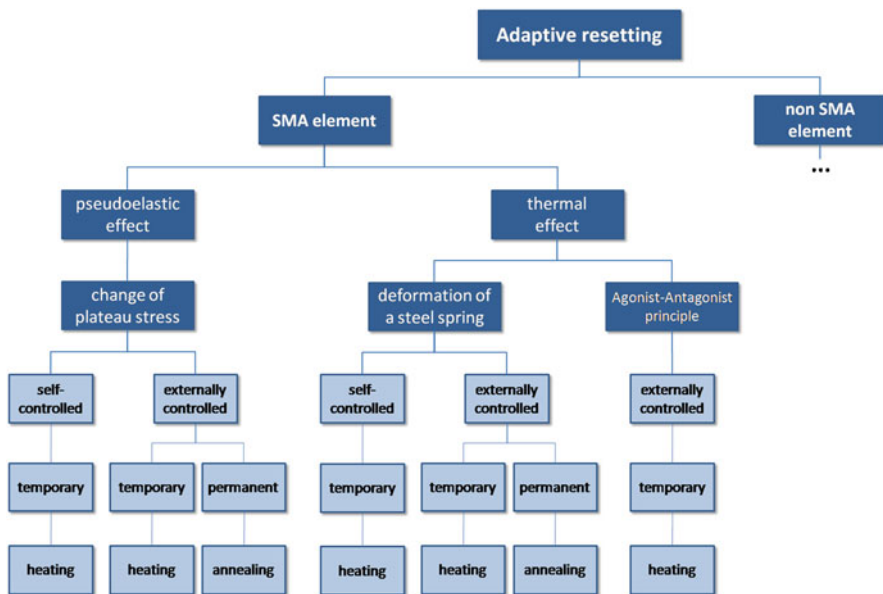 Adaptive resetting
SMA element
non SMA
element
...
pseudoelastic
effect
thermal
effect
change of
plateau stress
deformation of
a steel spring
Agonist-Antagonist
principle
self-
controlled
externally
controlled
self-
controlled
externally
controlled
externally
controlled
temporary
temporary
permanent
temporary
temporary
permanent
temporary
heating
heating
annealing
heating
heating
annealing
heating